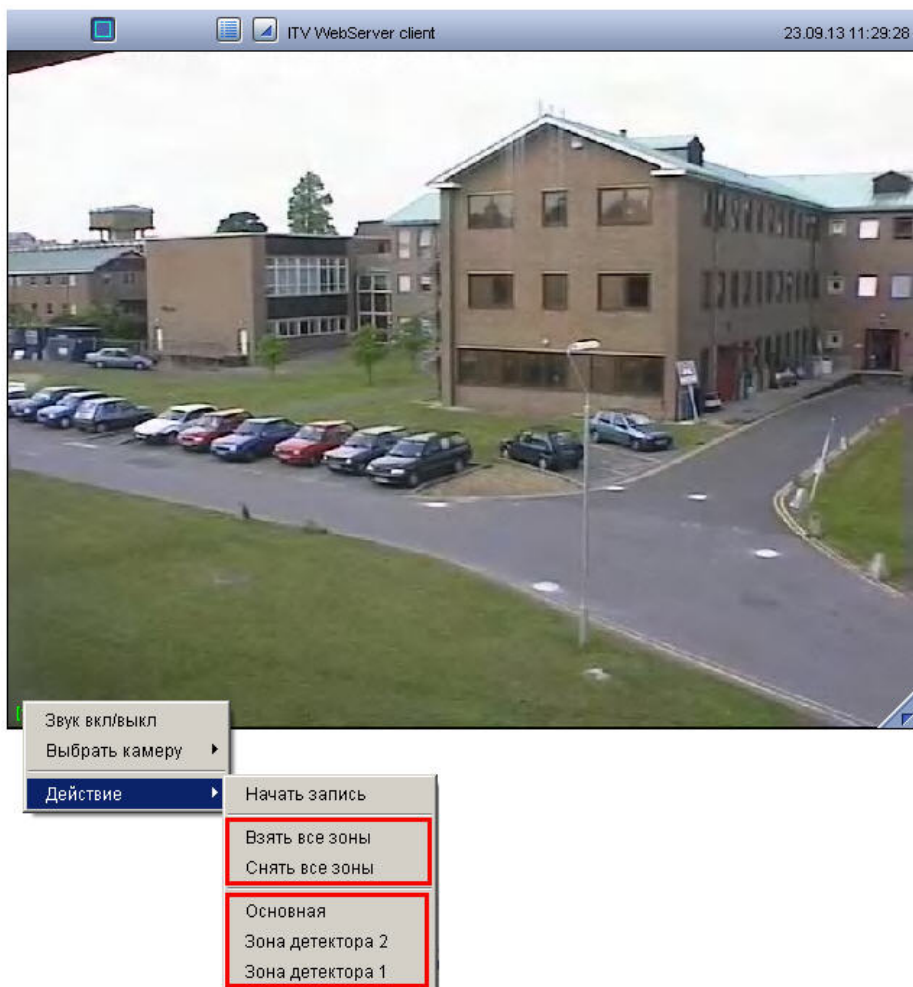 ITV WebServer client
23.09.13 11:29:28
Звук вкл/выкл
Выбрать камеру
Действие
Начать запись
Взять все зоны
Снять все зоны
Основная
Зона детектора 2
Зона детектора 1